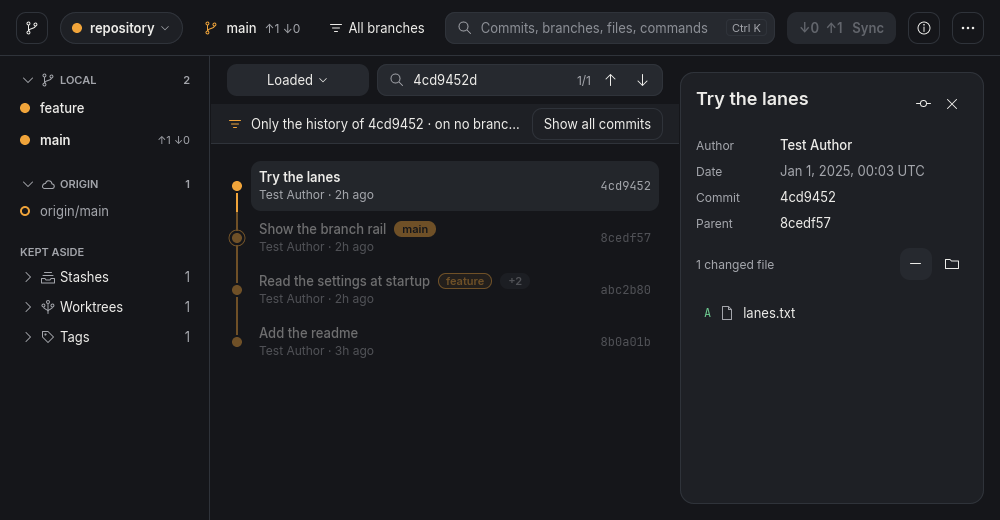 repository
main ↑1 ↓0
All branches
Commits, branches, files, commands Ctrl K
↓0 ↑1 Sync
LOCAL 2
feature
main ↑1 ↓0
ORIGIN 1
origin/main
KEPT ASIDE
Stashes 1
Worktrees 1
Tags 1
Loaded
4cd9452d 1/1
Only the history of 4cd9452 · on no branc...
Show all commits
Try the lanes
Test Author · 2h ago
4cd9452
Show the branch rail main
Test Author · 2h ago
8cedf57
Read the settings at startup feature +2
Test Author · 2h ago
abc2b80
Add the readme
Test Author · 3h ago
8b0a01b
Try the lanes
Author Test Author
Date Jan 1, 2025, 00:03 UTC
Commit 4cd9452
Parent 8cedf57
1 changed file
A lanes.txt